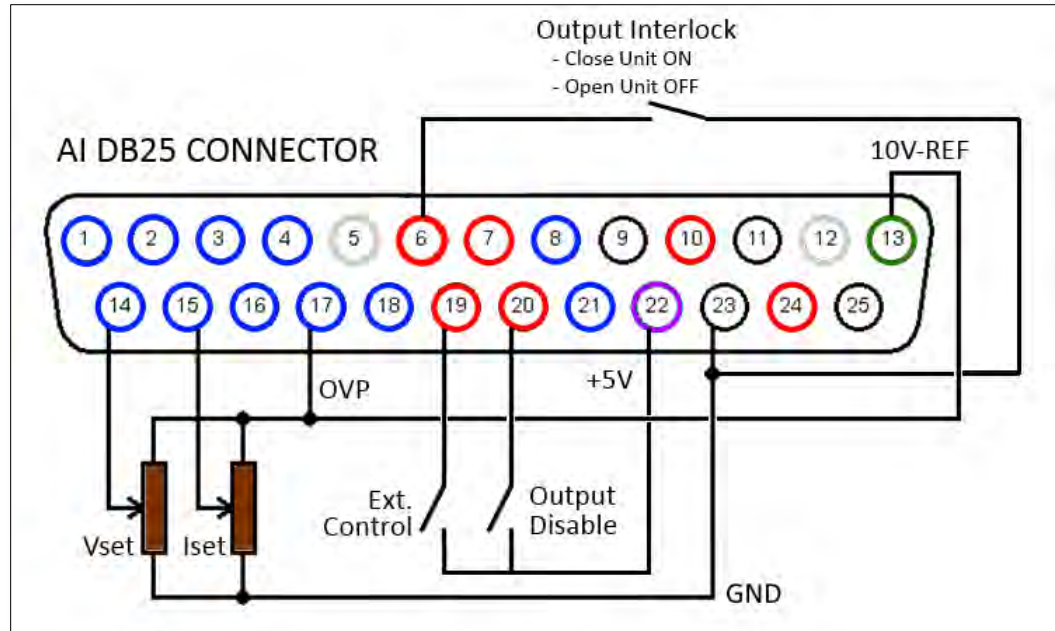 Output Interlock
- Close Unit ON
- Open Unit OFF
AI DB25 CONNECTOR
10V-REF
1 2 3 4 5 6 7 8 9 10 11 12 13
14 15 16 17 18 19 20 21 22 23 24 25
OVP
+5V
Ext.
Control
Output
Disable
Vset
Iset
GND